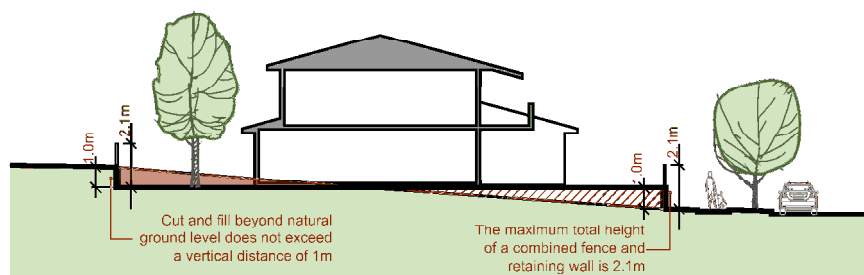 1.0m
2.1m
1.0m
2.1m
Cut and fill beyond natural
ground level does not exceed
a vertical distance of 1m
The maximum total height
of a combined fence and
retaining wall is 2.1m